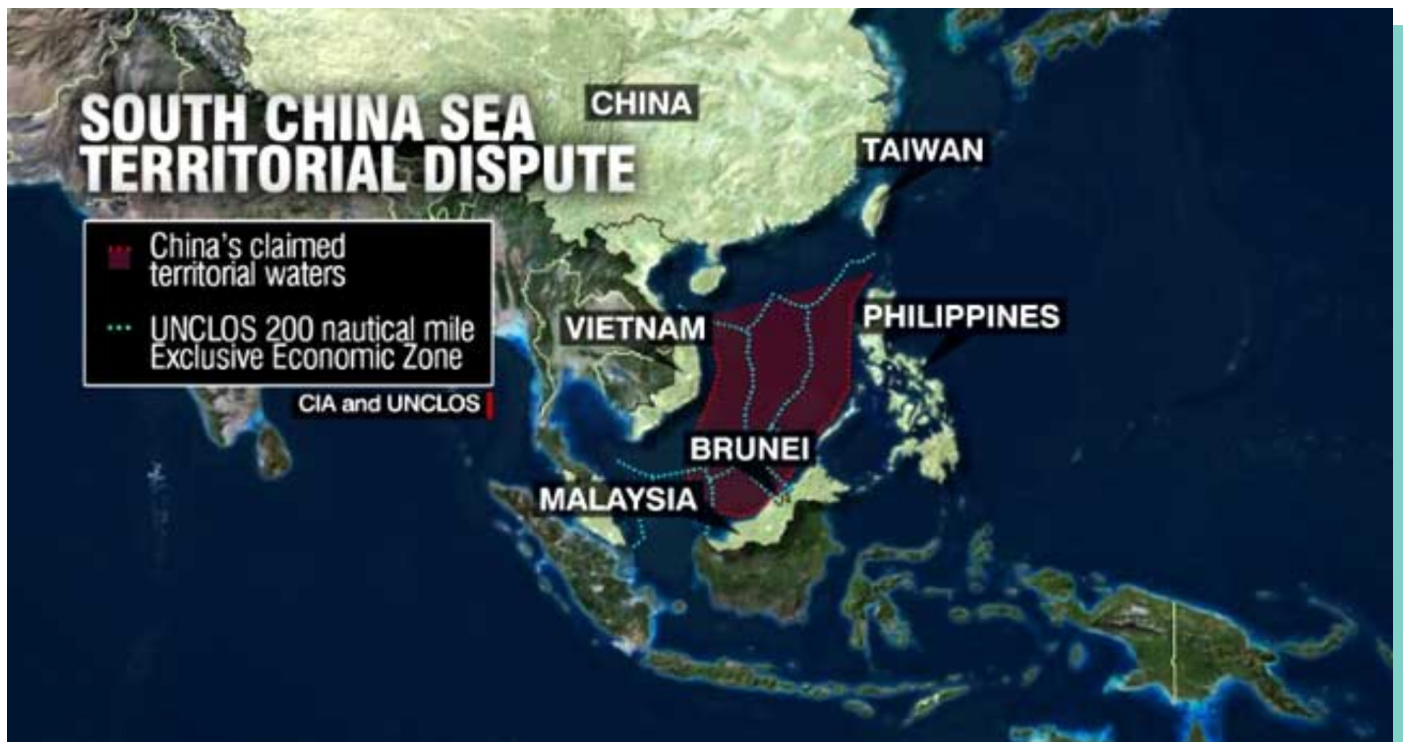 SOUTH CHINA SEA
TERRITORIAL DISPUTE
China's claimed
territorial waters
UNCLOS 200 nautical mile
Exclusive Economic Zone
CIA and UNCLOS
CHINA
TAIWAN
VIETNAM
PHILIPPINES
BRUNEI
MALAYSIA